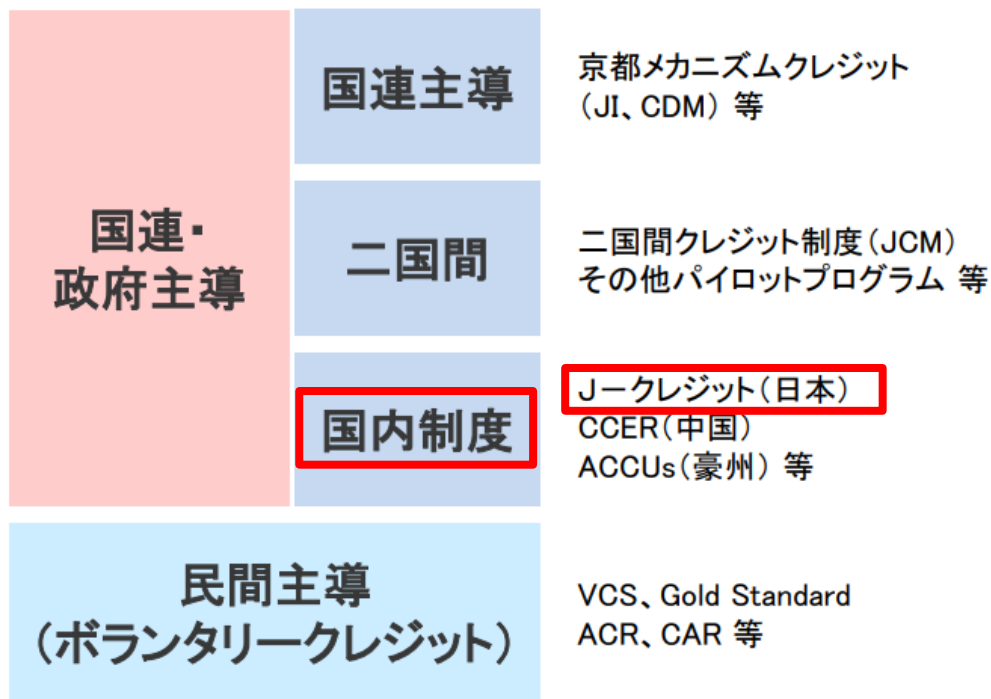 国連・
政府主導
国連主導
京都メカニズムクレジット
（JI、CDM） 等
二国間
二国間クレジット制度（JCM）
その他パイロットプログラム 等
国内制度
Jークレジット（日本）
CCER（中国）
ACCUs（豪州） 等
民間主導
（ボランタリークレジット）
VCS、Gold Standard
ACR、CAR 等